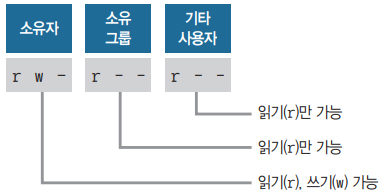 소유자
소유
그룹
기타
사용자
r w -
r - -
r - -
읽기(r)만 가능
읽기(r)만 가능
읽기(r), 쓰기(w) 가능